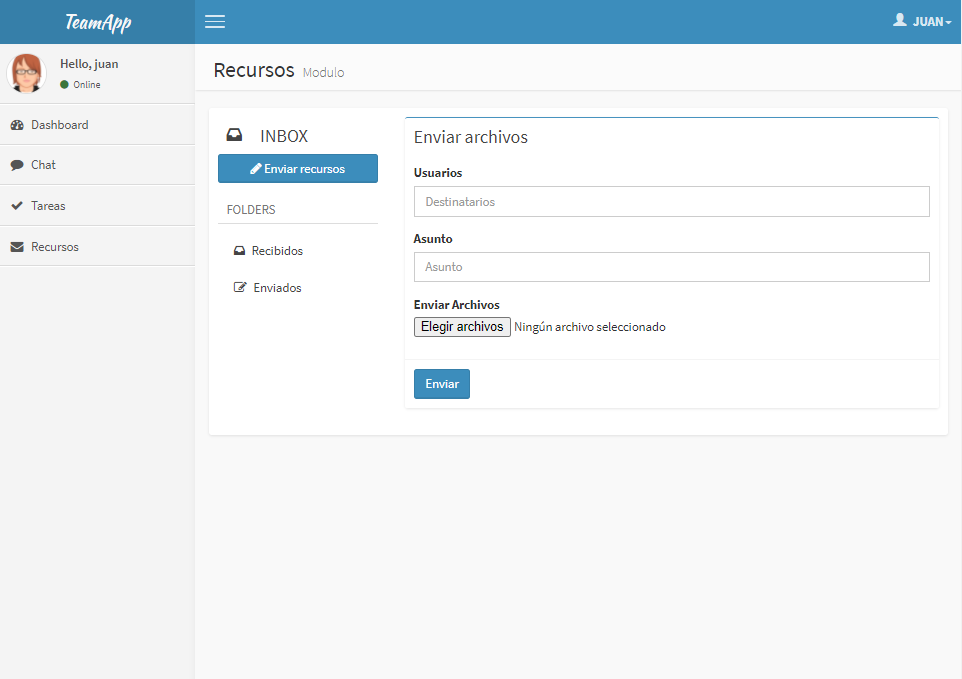 TeamApp
JUAN
Hello, juan
Online
Dashboard
Chat
Tareas
Recursos
Recursos Modulo
INBOX
Enviar recursos
FOLDERS
Recibidos
Enviados
Enviar archivos
Usuarios
Destinatarios
Asunto
Asunto
Enviar Archivos
Elegir archivos Ningún archivo seleccionado
Enviar